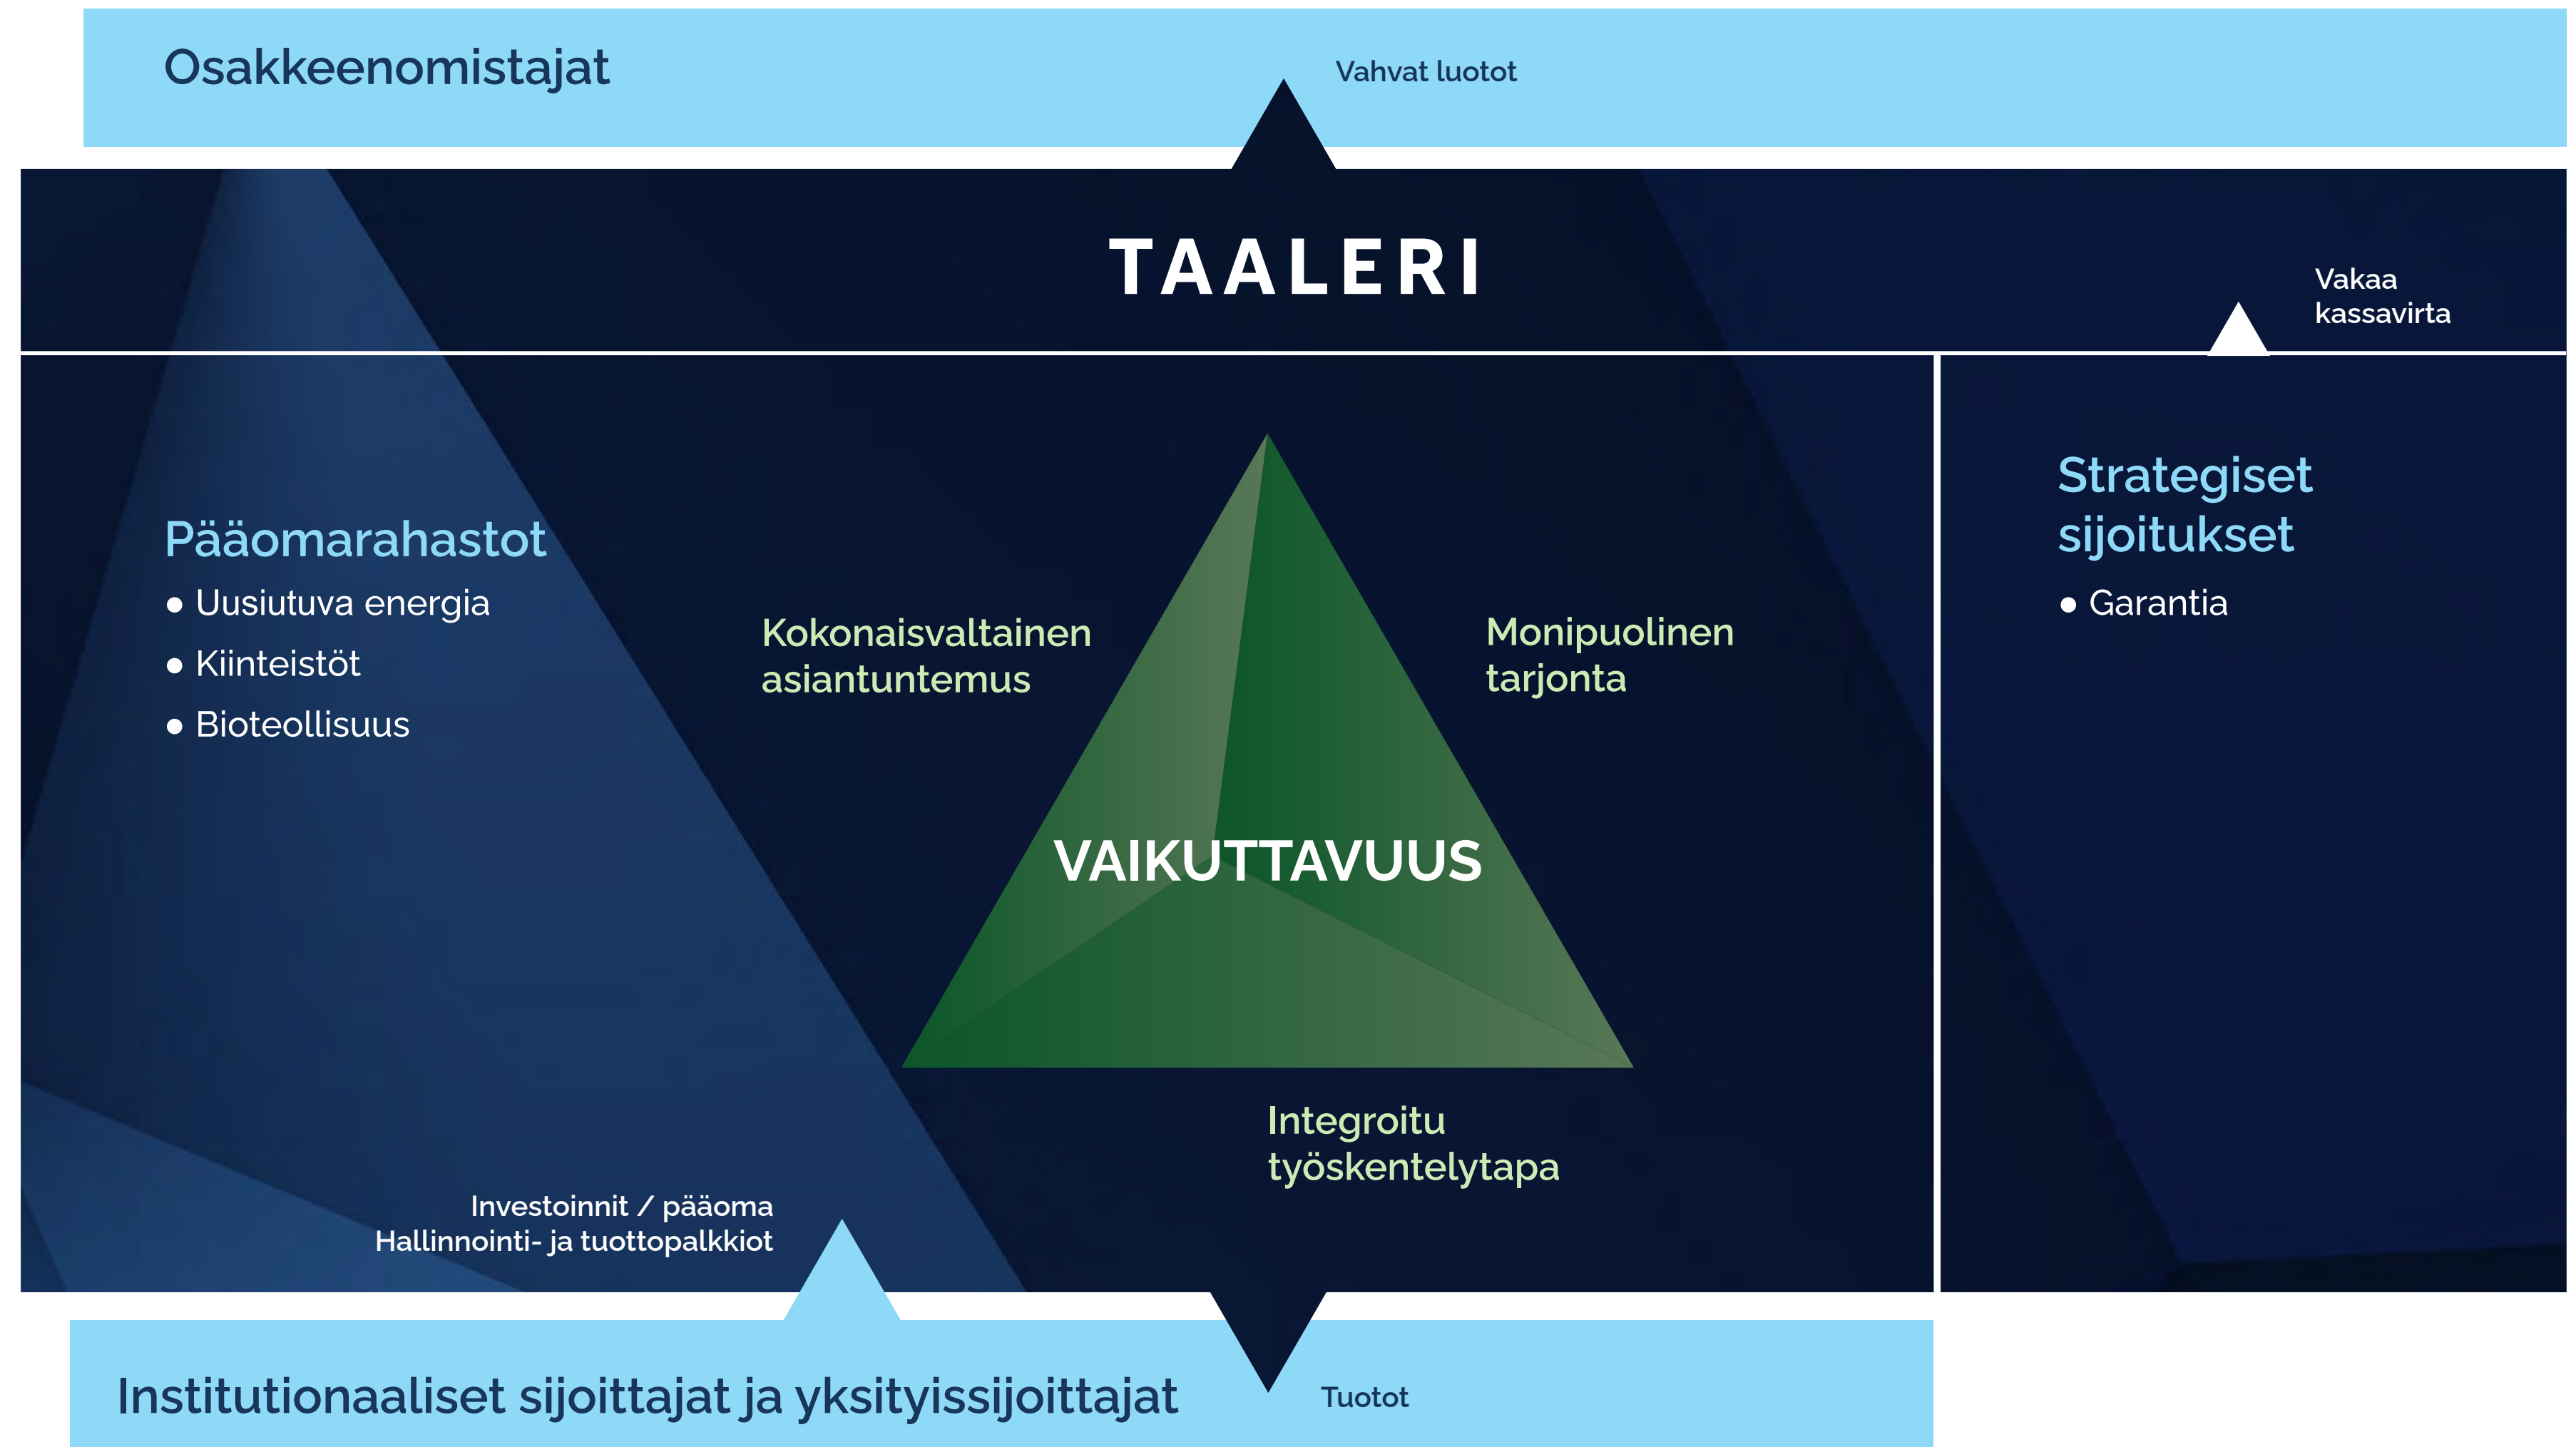 Osakkeenomistajat
Vahvat luotot
TAALERI
Vakaa
kassavirta
Pääomarahastot
● Uusiutuva energia
● Kiinteistöt
● Bioteollisuus
Kokonaisvaltainen
asiantuntemus
Monipuolinen
tarjonta
VAIKUTTAVUUS
Integroitu
työskentelytapa
Strategiset
sijoitukset
● Garantia
Investoinnit / pääoma
Hallinnointi- ja tuottopalkkiot
Institutionaaliset sijoittajat ja yksityissijoittajat
Tuotot